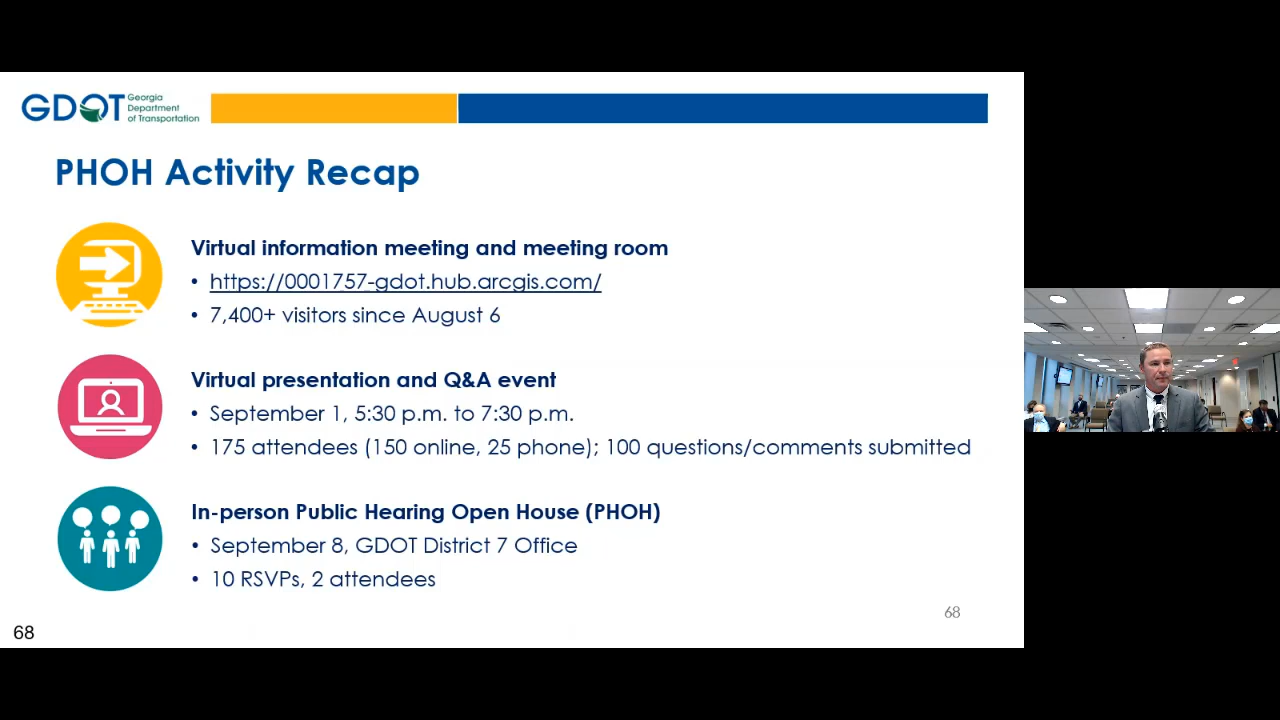 GDOT Georgia
Department
of Transportation
PHOH Activity Recap
Virtual information meeting and meeting room
• https://0001757-gdot.hub.arcgis.com/
• 7,400+ visitors since August 6
Virtual presentation and Q&A event
• September 1, 5:30 p.m. to 7:30 p.m.
• 175 attendees (150 online, 25 phone); 100 questions/comments submitted
In-person Public Hearing Open House (PHOH)
• September 8, GDOT District 7 Office
• 10 RSVPs, 2 attendees
68
68